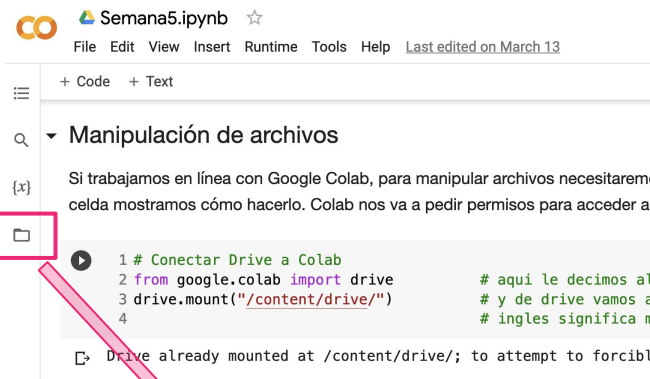 Semana5.ipynb
File Edit View Insert Runtime Tools Help Last edited on March 13
+ Code + Text
Manipulación de archivos
Si trabajamos en línea con Google Colab, para manipular archivos
celda mostramos cómo hacerlo. Colab nos va a pedir permisos para acceder a
{x}
1 # Conectar Drive a Colab
2 from google.colab import drive # aqui le decimos al
3 drive.mount("/content/drive/") # y de drive vamos a
4 # ingles significa m
Drive already mounted at /content/drive/; to attempt to